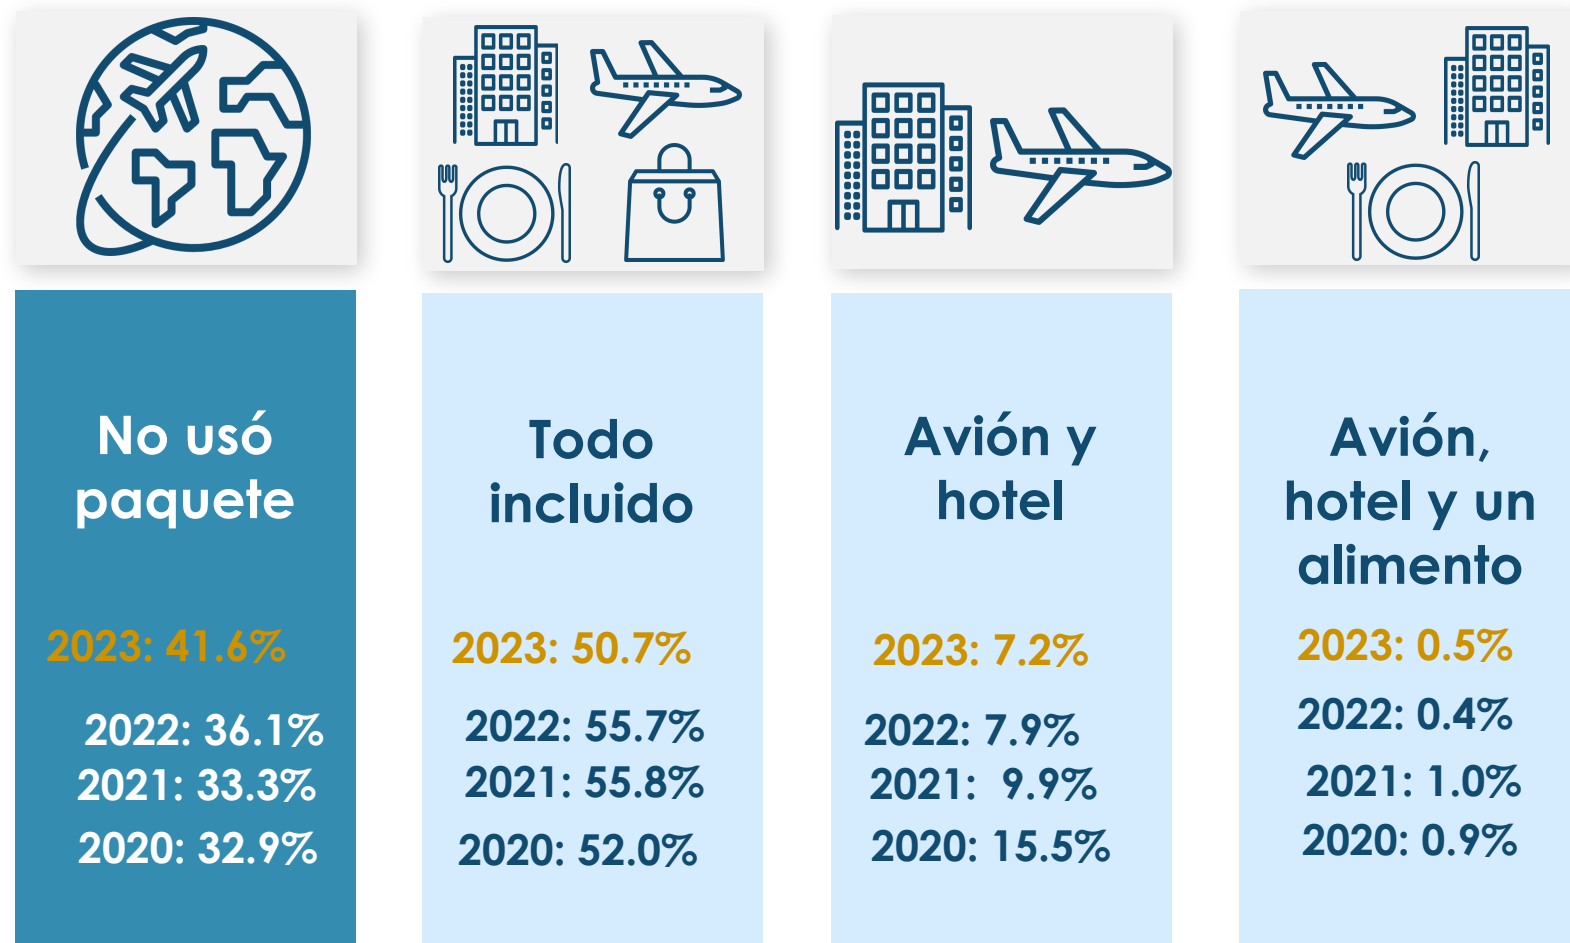 No usó
paquete
2023: 41.6%
2022: 36.1%
2021: 33.3%
2020: 32.9%
Todo
incluido
2023: 50.7%
2022: 55.7%
2021: 55.8%
2020: 52.0%
Avión y
hotel
2023: 7.2%
2022: 7.9%
2021: 9.9%
2020: 15.5%
Avión,
hotel y un
alimento
2023: 0.5%
2022: 0.4%
2021: 1.0%
2020: 0.9%